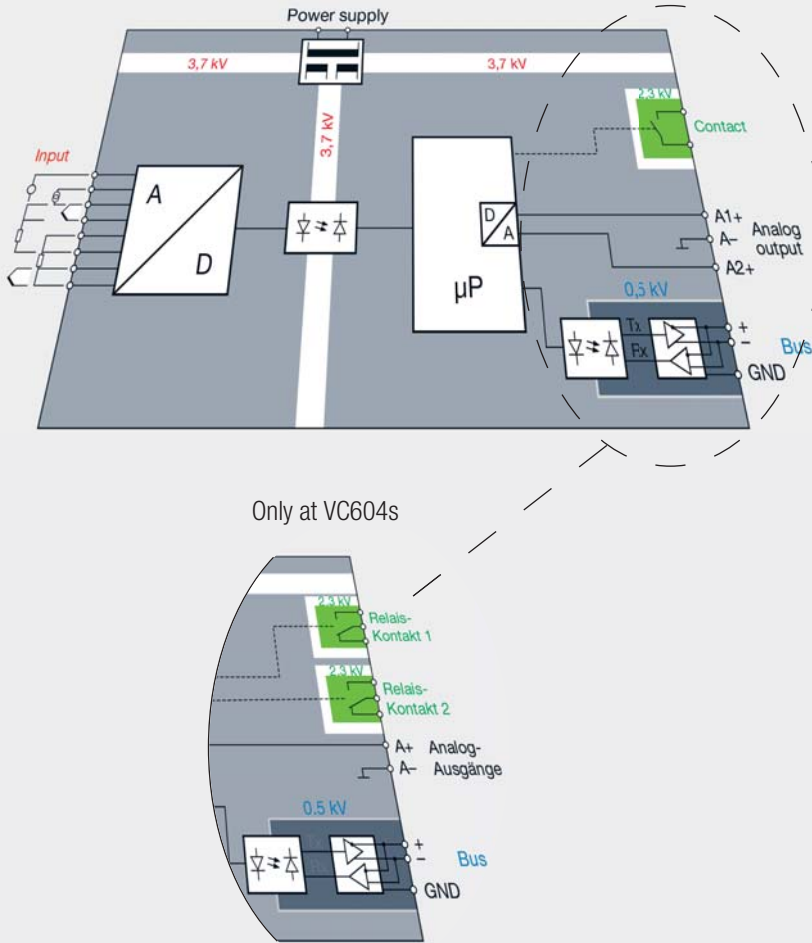 Power supply
3,7 kV
3,7 kV
3,7 kV
2,3 kV
Contact
Input
A
D
D
A
µP
A1+
A–
Analog
output
A2+
0,5 kV
Tx
Rx
+
–
Bus
GND
Only at VC604s
2,3 kV
Relais-
Kontakt 1
2,3 kV
Relais-
Kontakt 2
A+ Analog-
A– Ausgänge
0.5 kV
Tx
Rx
+
–
Bus
GND